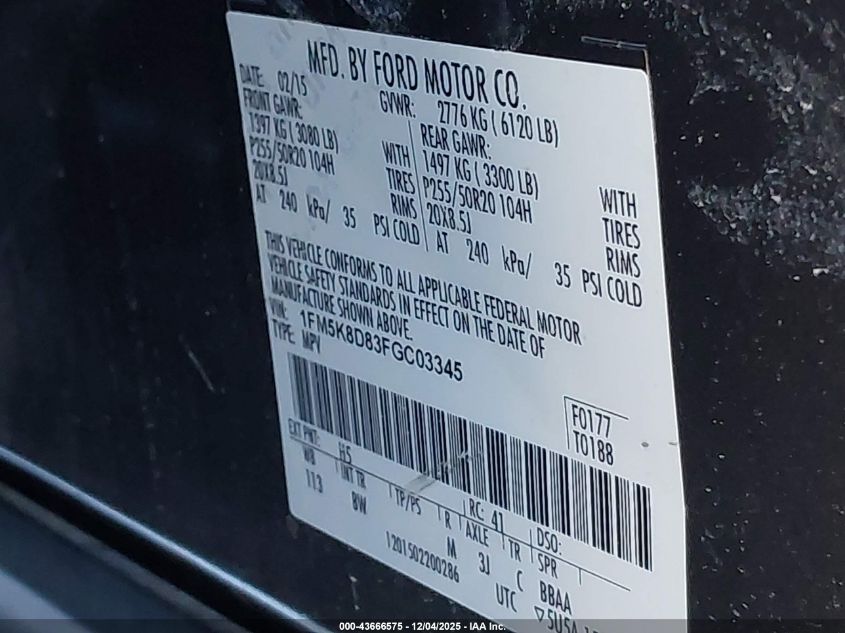 MFD. BY FORD MOTOR CO.
DATE: 02/15 GVWR: 2776 KG ( 6120 LB)
FRONT GAWR: REAR GAWR:
1397 KG ( 3080 LB) WITH 1497 KG ( 3300 LB) WITH
P255/50R20 104H TIRES P255/50R20 104H TIRES
20X8.5J RIMS 20X8.5J RIMS
AT 240 kPa/ 35 PSI COLD AT 240 kPa/ 35 PSI COLD
THIS VEHICLE CONFORMS TO ALL APPLICABLE FEDERAL MOTOR
VEHICLE SAFETY STANDARDS IN EFFECT ON THE DATE OF
MANUFACTURE SHOWN ABOVE.
VIN: 1FM5K8D83FGC03345
TYPE: MPV
F0177
T0188
EXT PNT: H5 RC: 41 DSO:
WB INT TR TP/PS R AXLE TR SPR
113 8W M 3J C BBAA
1201502200286 UTC ▽5U5A
000-43666575 - 12/04/2025 - IAA Inc.